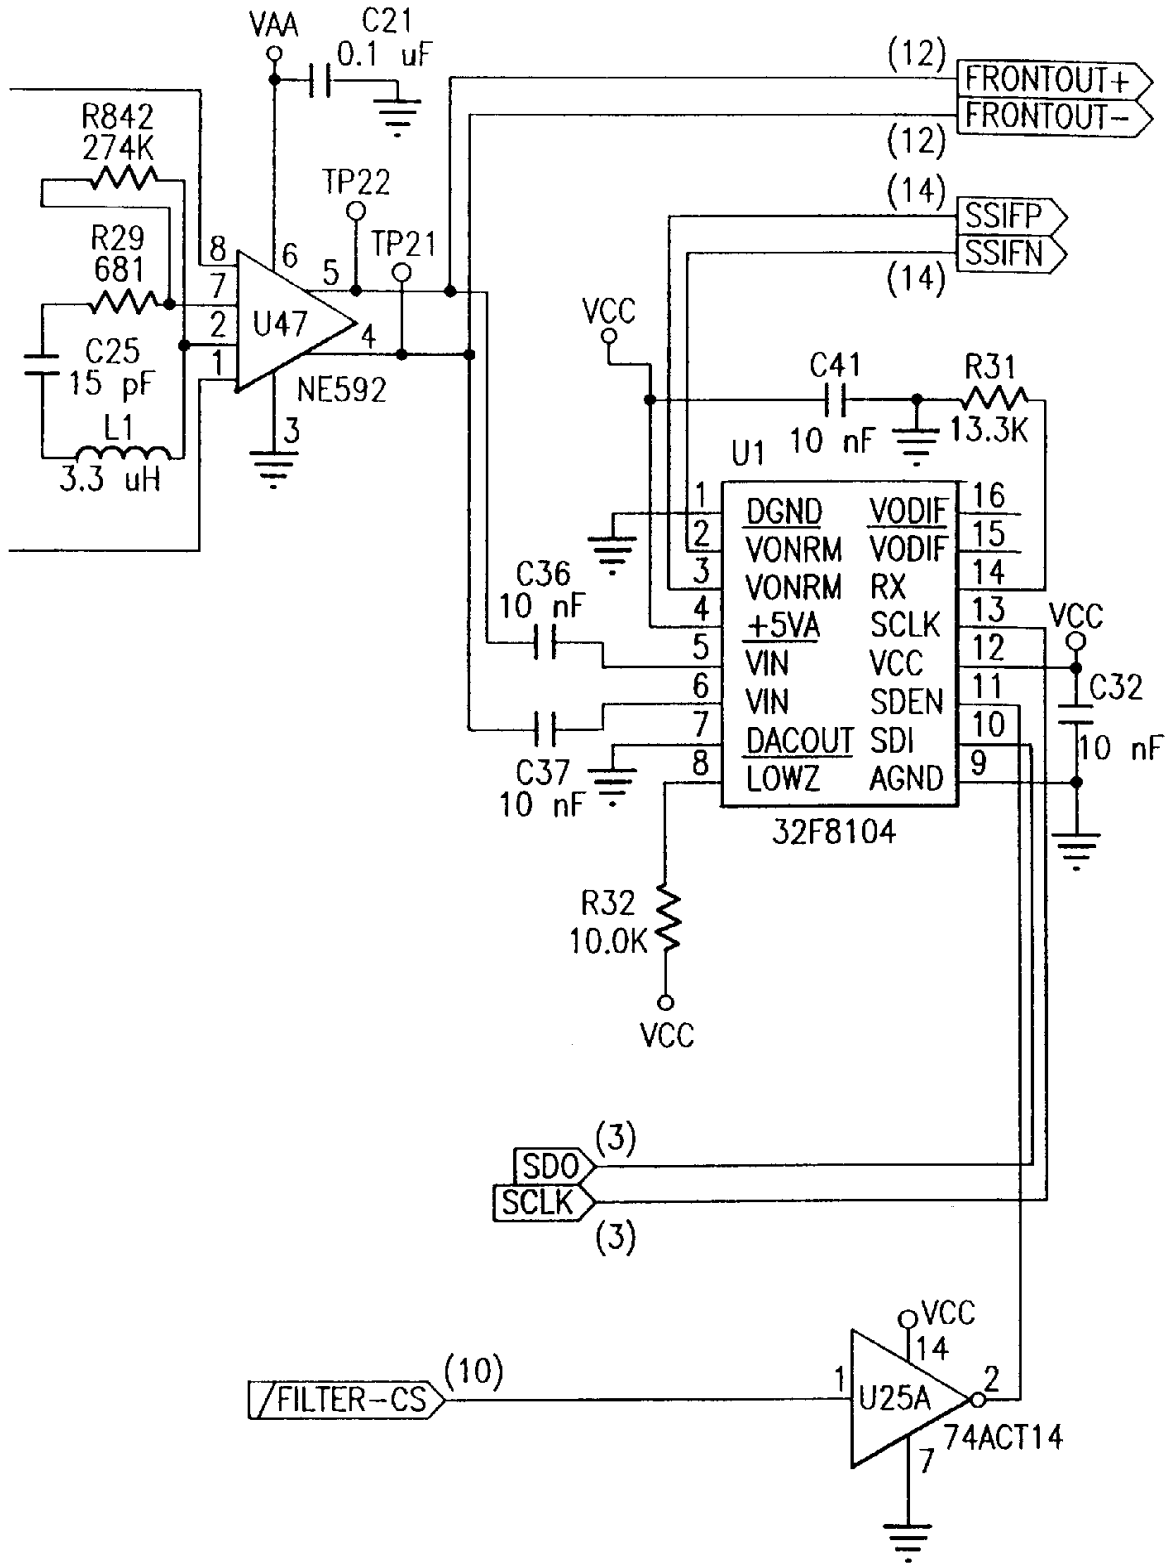 VAA
C21
0.1 uF
(12)
FRONTOUT+
FRONTOUT-
(12)
R842
274K
(14)
SSIFP
SSIFN
(14)
TP22
TP21
R29
681
8
7
2
1
6
5
4
3
U47
NE592
C25
15 pF
L1
3.3 uH
VCC
C41
10 nF
R31
13.3K
U1
1
2
3
4
5
6
7
8
DGND
VONRM
VONRM
+5VA
VIN
VIN
DACOUT
LOWZ
VODIF
VODIF
RX
SCLK
VCC
SDEN
SDI
AGND
16
15
14
13
12
11
10
9
32F8104
C36
10 nF
C37
10 nF
VCC
C32
10 nF
R32
10.0K
VCC
(3)
SDO
SCLK
(3)
/FILTER-CS
(10)
VCC
14
1
U25A
2
74ACT14
7